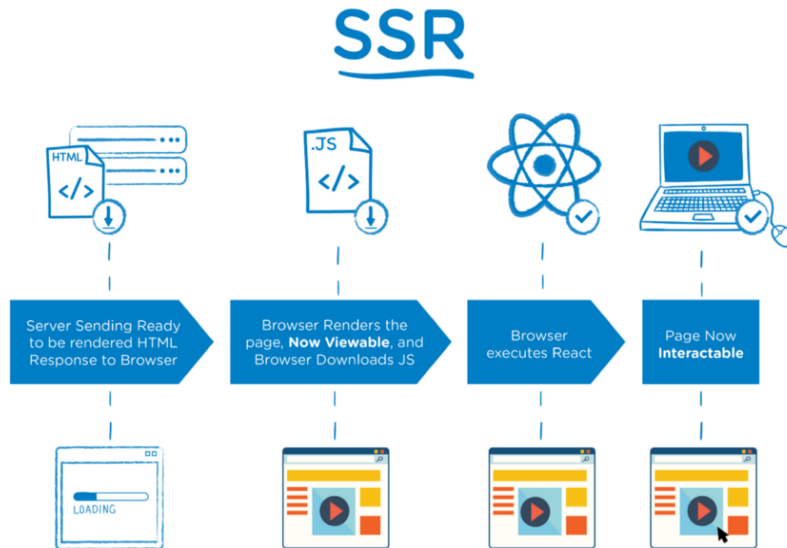 SSR
HTML
</>
.JS
</>
Server Sending Ready
to be rendered HTML
Response to Browser
Browser Renders the
page, Now Viewable, and
Browser Downloads JS
Browser
executes React
Page Now
Interactable
LOADING